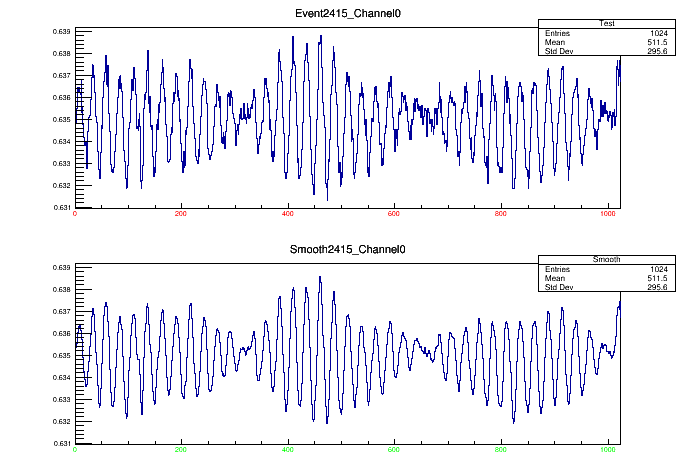 Event2415_Channel0
Test
Entries 1024
Mean 511.5
Std Dev 295.6
0.639
0.638
0.637
0.636
0.635
0.634
0.633
0.632
0.631
0 200 400 600 800 1000
Smooth2415_Channel0
Smooth
Entries 1024
Mean 511.5
Std Dev 295.6
0.639
0.638
0.637
0.636
0.635
0.634
0.633
0.632
0.631
0 200 400 600 800 1000